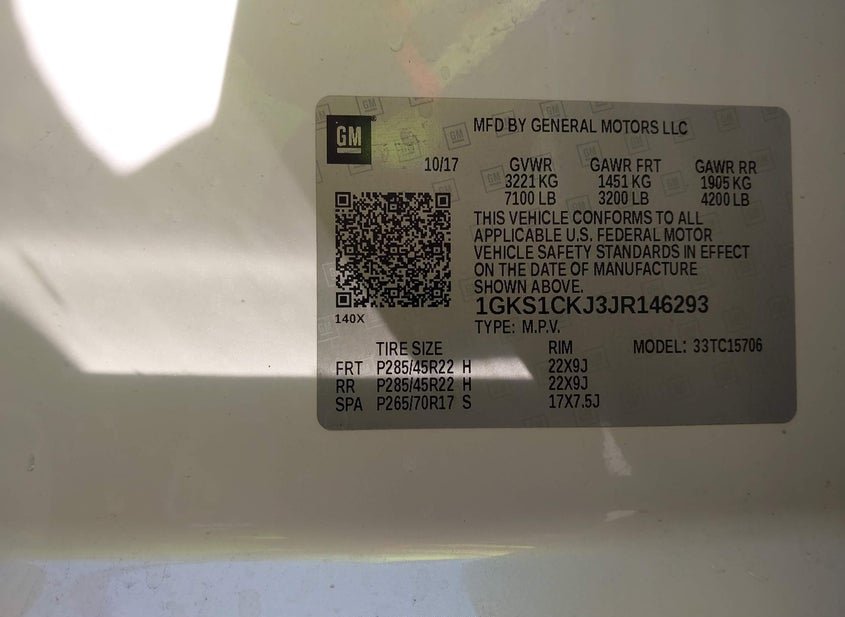 GM
MFD BY GENERAL MOTORS LLC
10/17 GVWR GAWR FRT GAWR RR
3221 KG 1451 KG 1905 KG
7100 LB 3200 LB 4200 LB
THIS VEHICLE CONFORMS TO ALL
APPLICABLE U.S. FEDERAL MOTOR
VEHICLE SAFETY STANDARDS IN EFFECT
ON THE DATE OF MANUFACTURE
SHOWN ABOVE.
1GKS1CKJ3JR146293
140X
TYPE: M.P.V.
TIRE SIZE RIM MODEL: 33TC15706
FRT P285/45R22 H 22X9J
RR P285/45R22 H 22X9J
SPA P265/70R17 S 17X7.5J